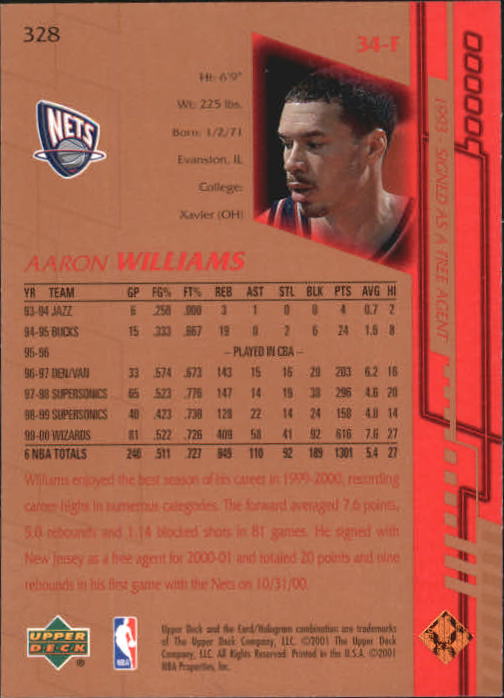 328
34-F
Ht: 6'9"
Wt: 225 lbs.
Born: 1/2/71
Evanston, IL
College:
Xavier (OH)
NETS
1993 - SIGNED AS A FREE AGENT
AARON WILLIAMS
YR TEAM GP FG% FT% REB AST STL BLK PTS AVG HI
93-94 JAZZ 6 .250 .000 3 1 0 0 4 0.7 2
94-95 BUCKS 15 .333 .667 19 0 2 6 24 1.6 8
95-96 – PLAYED IN CBA –
96-97 DEN/VAN 33 .574 .673 143 15 16 29 203 6.2 16
97-98 SUPERSONICS 65 .523 .776 147 14 19 38 296 4.6 20
98-99 SUPERSONICS 40 .423 .730 128 22 14 24 158 4.0 14
99-00 WIZARDS 81 .522 .726 409 58 41 92 616 7.6 27
6 NBA TOTALS 240 .511 .727 849 110 92 189 1301 5.4 27
Williams enjoyed the best season of his career in 1999-2000, recording
career highs in numerous categories. The forward averaged 7.6 points,
5.0 rebounds and 1.14 blocked shots in 81 games. He signed with
New Jersey as a free agent for 2000-01 and totaled 20 points and nine
rebounds in his first game with the Nets on 10/31/00.
UPPER
DECK
®
NBA
Upper Deck and the Card/Hologram combination are trademarks
of The Upper Deck Company, LLC. ©2001 The Upper Deck
Company, LLC. All Rights Reserved. Printed in the U.S.A. ©2001
NBA Properties, Inc.